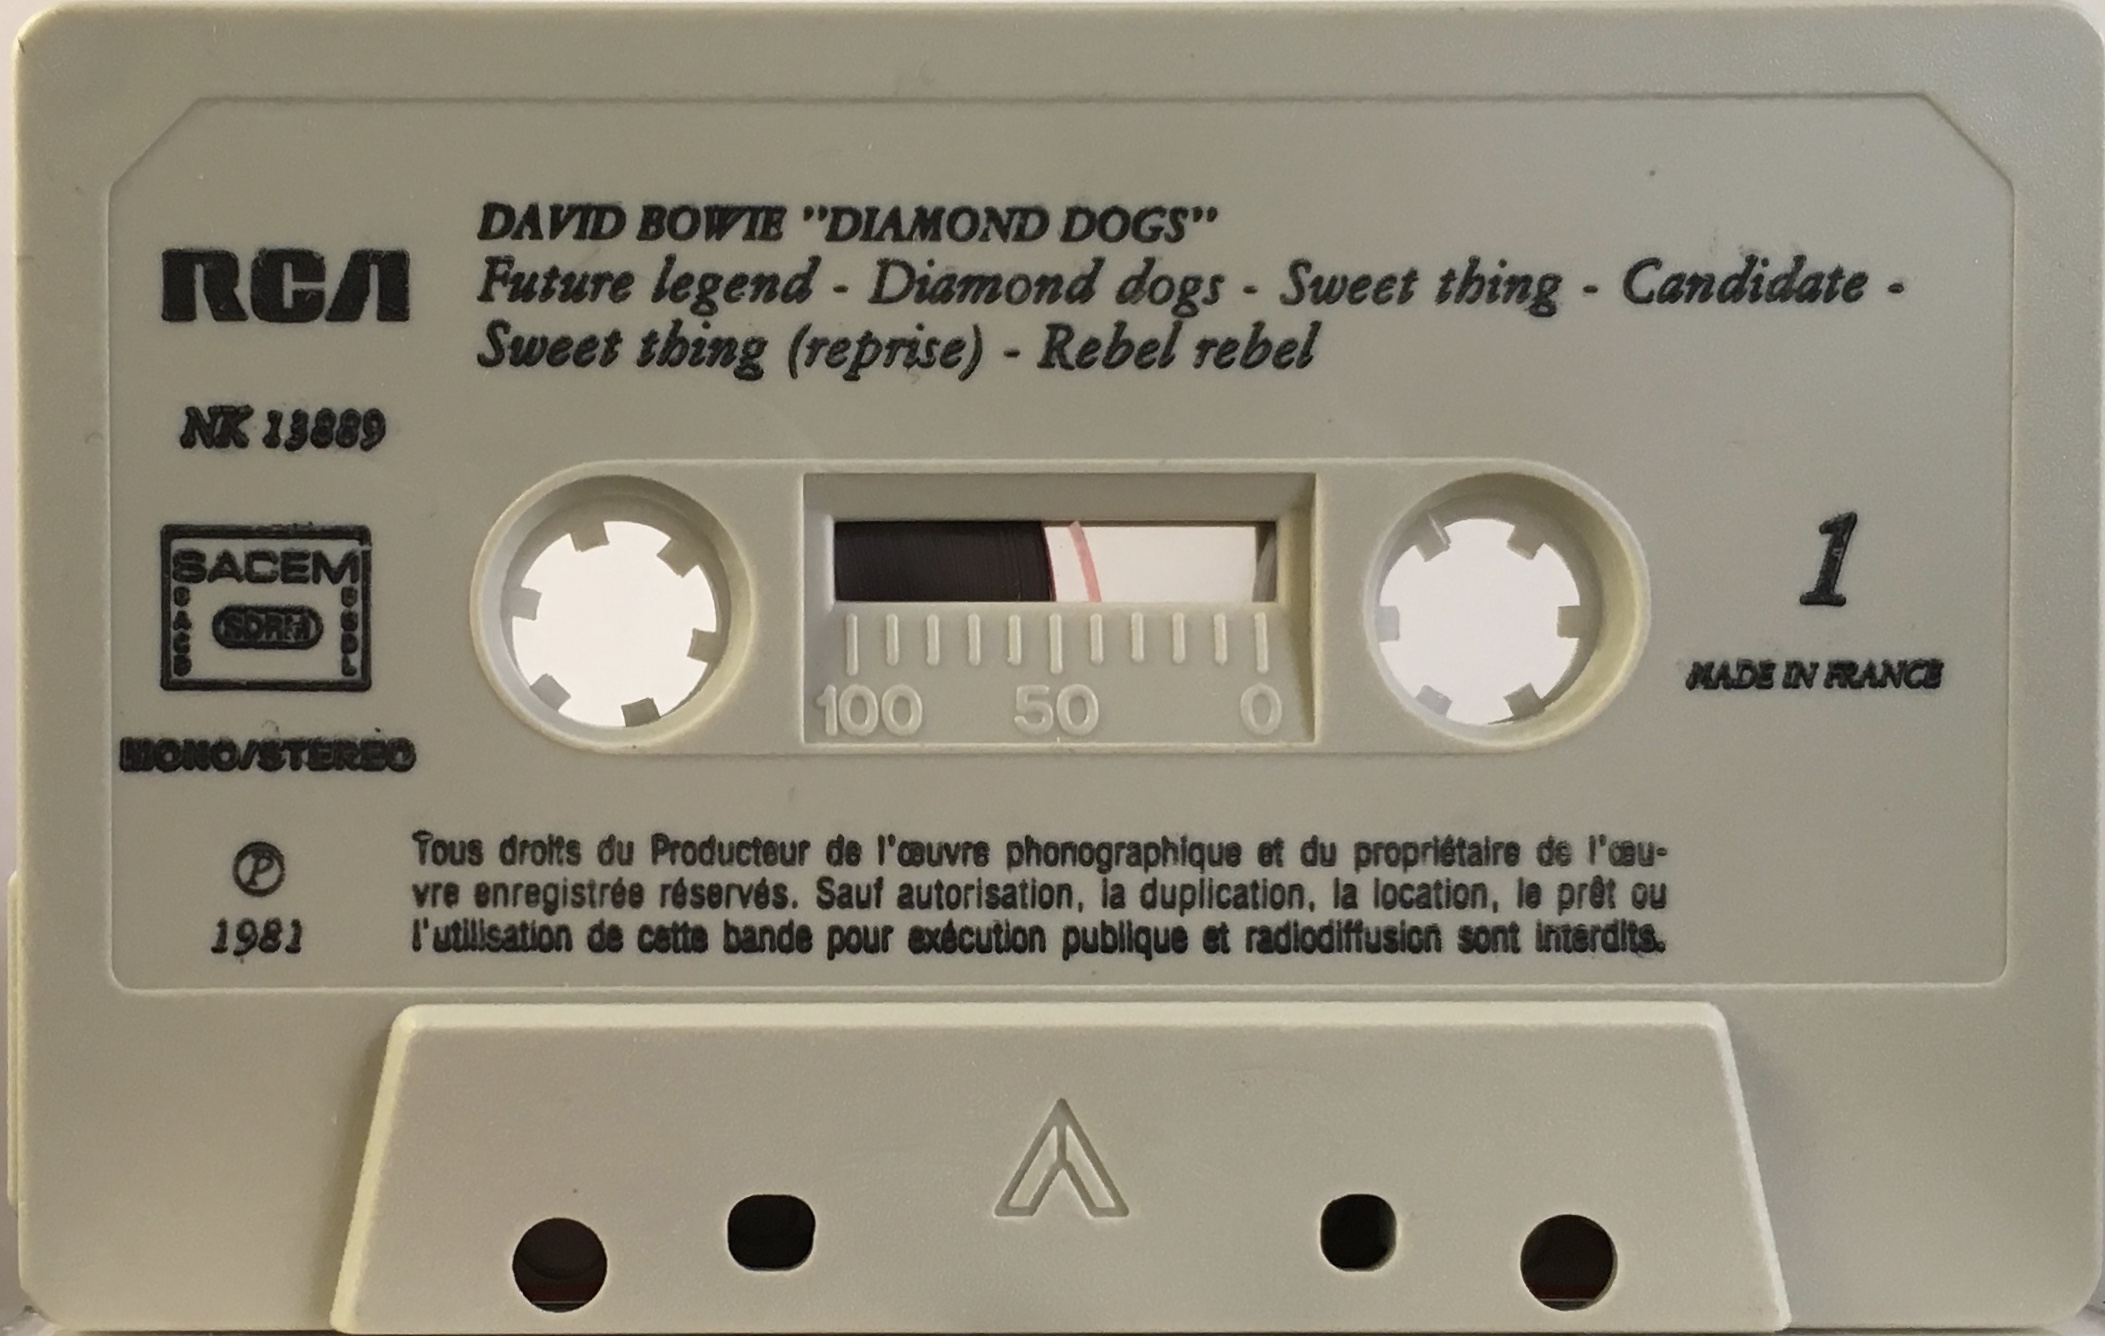 DAVID BOWIE "DIAMOND DOGS"
Future legend - Diamond dogs - Sweet thing - Candidate -
Sweet thing (reprise) - Rebel rebel
RCA
NK 13889
SACEM
SACD
SDRM
SGDL
MONO/STEREO
1
MADE IN FRANCE
100 50 0
℗
1981
Tous droits du Producteur de l'œuvre phonographique et du propriétaire de l'œu-
vre enregistrée réservés. Sauf autorisation, la duplication, la location, le prêt ou
l'utilisation de cette bande pour exécution publique et radiodiffusion sont interdits.